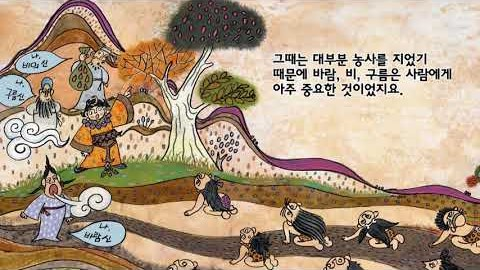 그때는 대부분 농사를 지었기
때문에 바람, 비, 구름은 사람에게
아주 중요한 것이었지요.
나,
비의 신
나,
구름신
나,
바람신